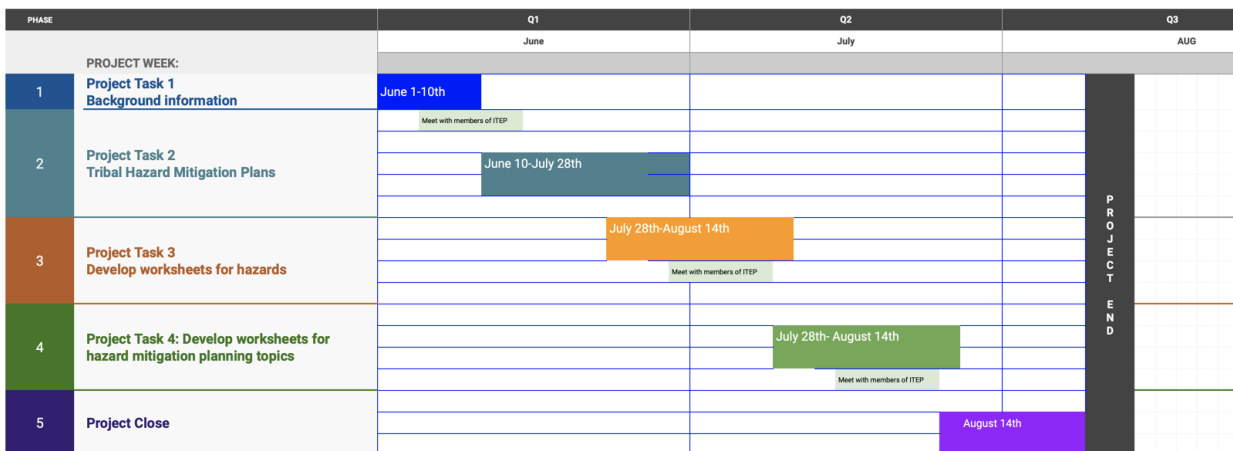 PHASE
Q1
Q2
Q3
June
July
AUG
PROJECT WEEK:
1
Project Task 1
Background information
June 1-10th
Meet with members of ITEP
2
Project Task 2
Tribal Hazard Mitigation Plans
June 10-July 28th
3
Project Task 3
Develop worksheets for hazards
July 28th-August 14th
Meet with members of ITEP
4
Project Task 4: Develop worksheets for
hazard mitigation planning topics
July 28th- August 14th
Meet with members of ITEP
5
Project Close
August 14th
PROJECT END